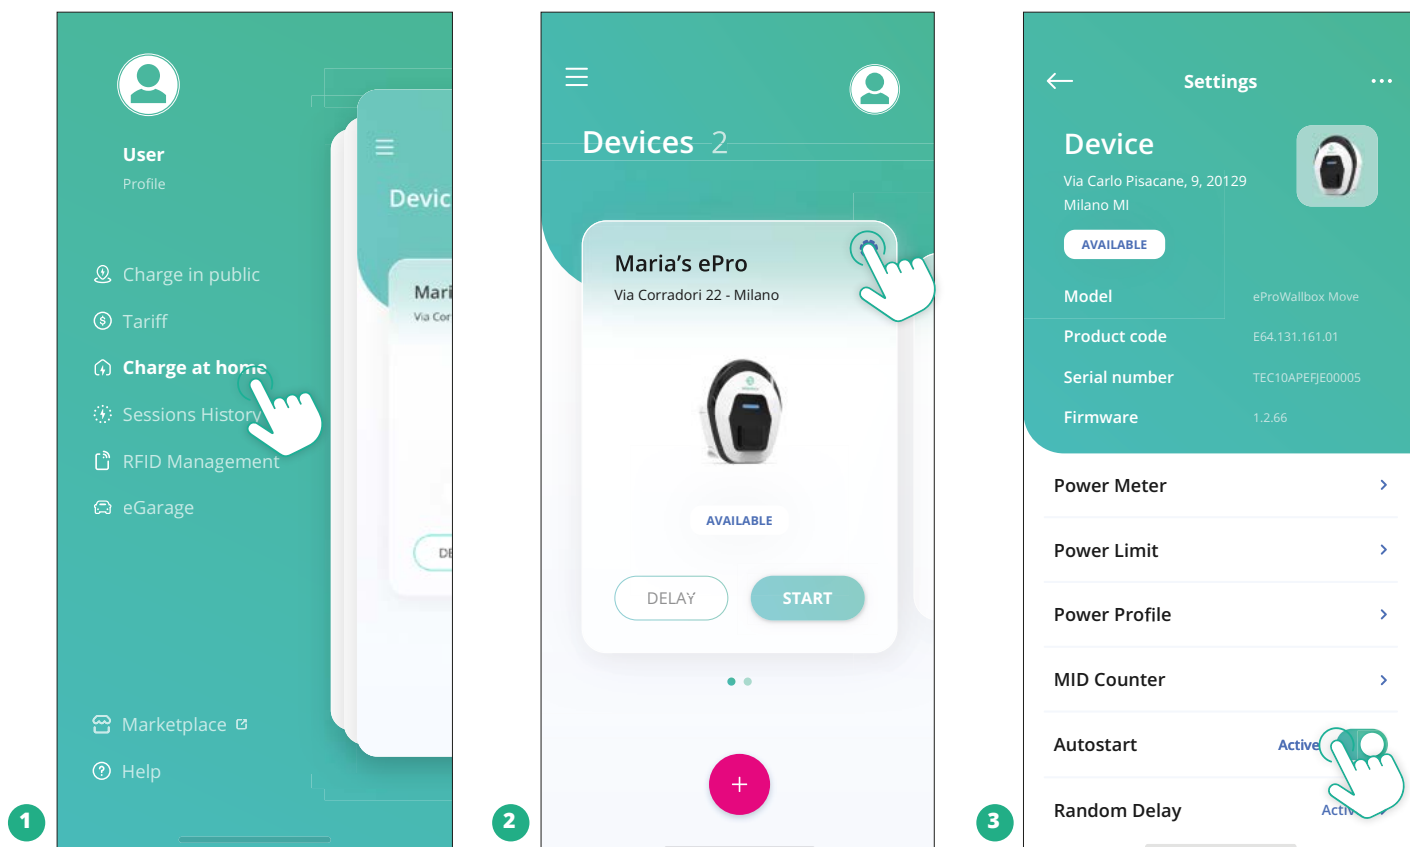 User
Profile
Charge in public
Tariff
Charge at home
Sessions History
RFID Management
eGarage
Marketplace
Help
Devic
Mari
Via Cor
DE
1
Devices 2
Maria's ePro
Via Corradori 22 - Milano
AVAILABLE
DELAY
START
+
2
Settings
Device
Via Carlo Pisacane, 9, 20129
Milano MI
AVAILABLE
Model eProWallbox Move
Product code E64.131.161.01
Serial number TEC10APEFJE00005
Firmware 1.2.66
Power Meter
Power Limit
Power Profile
MID Counter
Autostart Active
Random Delay Activ
3